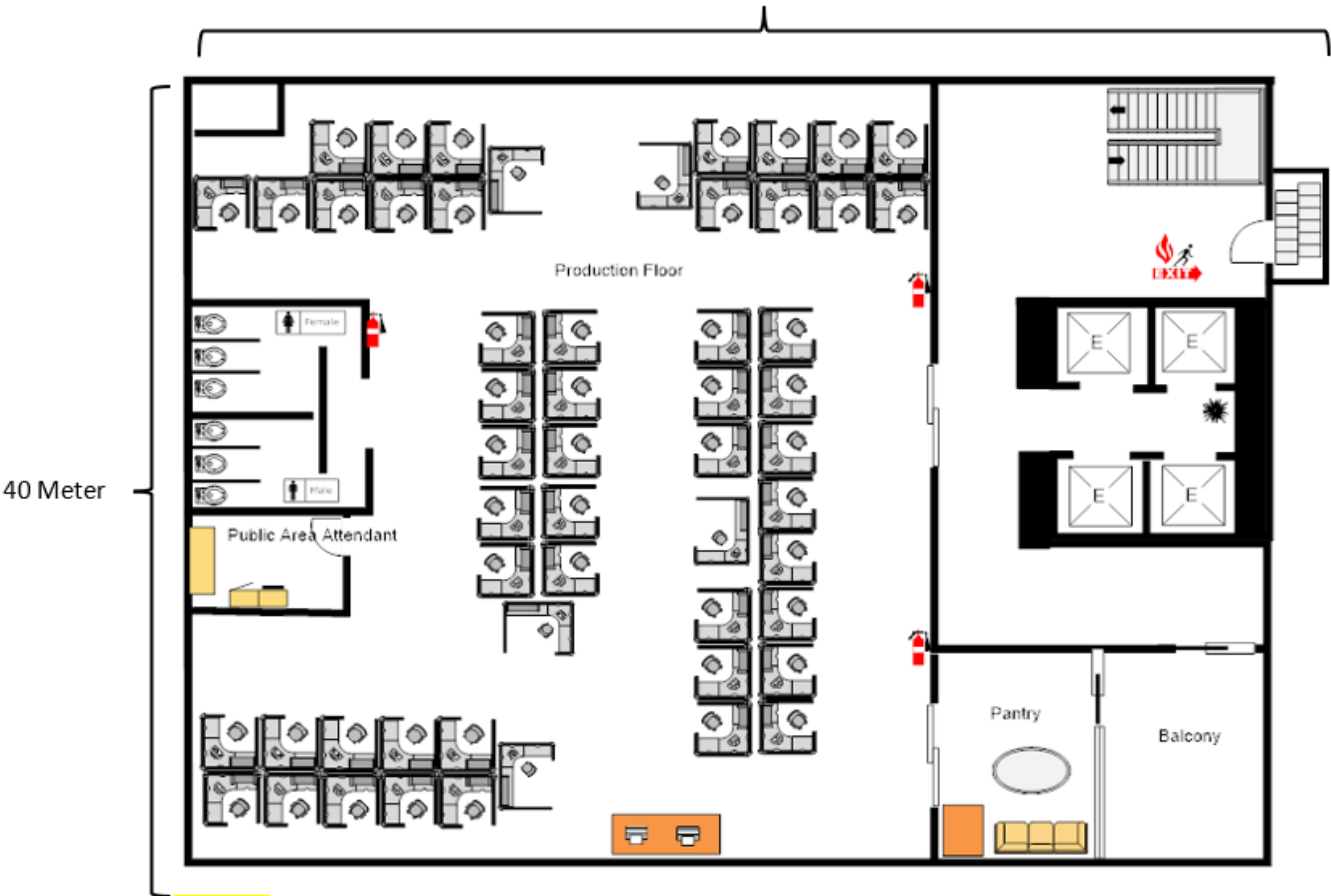 Production Floor
EXIT
Female
E E
40 Meter
E E
Male
Public Area Attendant
Pantry
Balcony